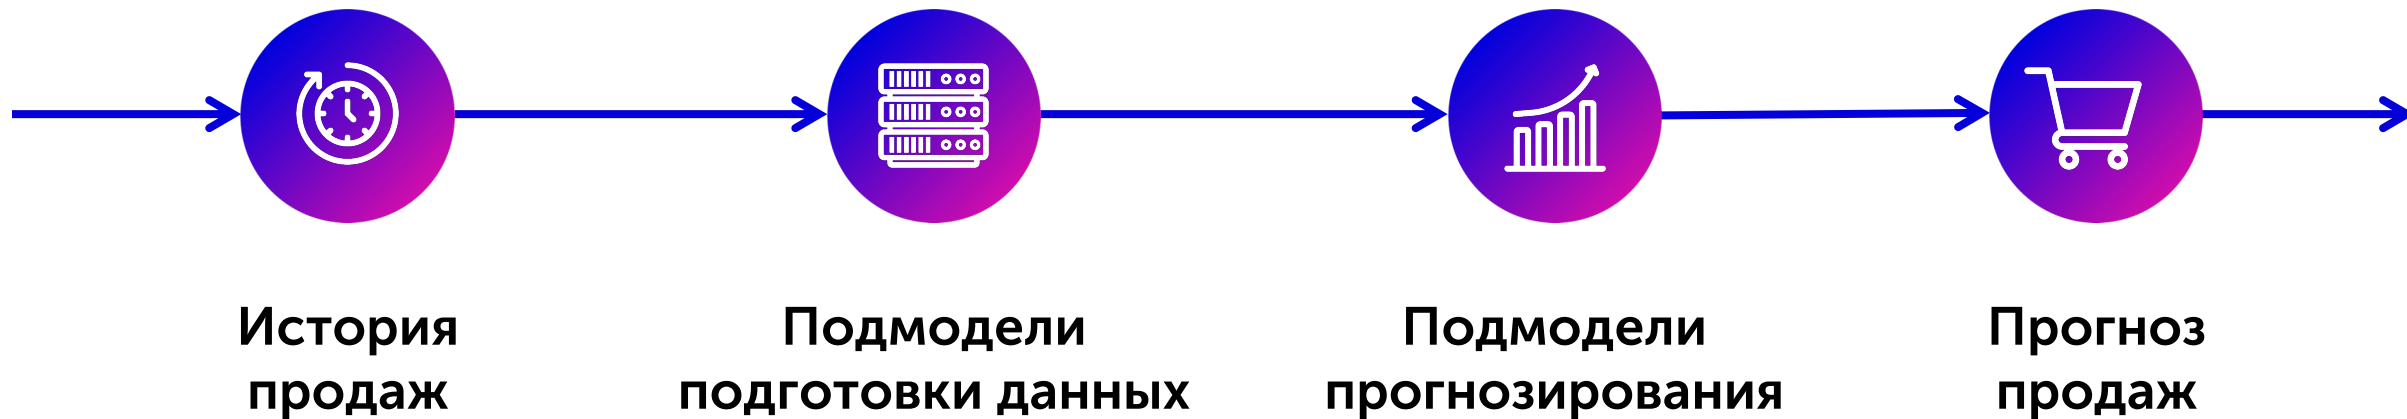 История
продаж
Подмодели
подготовки данных
Подмодели
прогнозирования
Прогноз
продаж